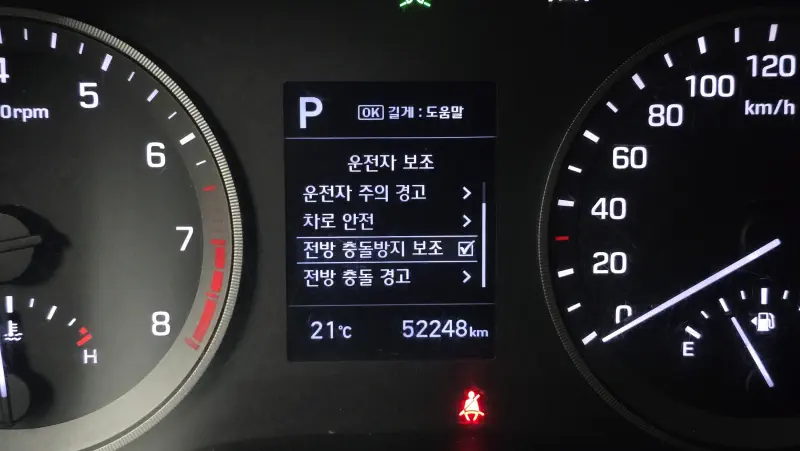 4
5
6
7
8
0rpm
H
P OK 길게 : 도움말
운전자 보조
운전자 주의 경고 >
차로 안전 >
전방 충돌방지 보조
전방 충돌 경고 >
21℃ 52248km
0
20
40
60
80
100
120
km/h
E